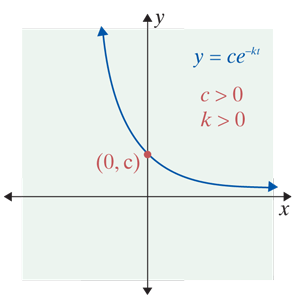 y
y = ce^{-kt}
c > 0
k > 0
(0, c)
x